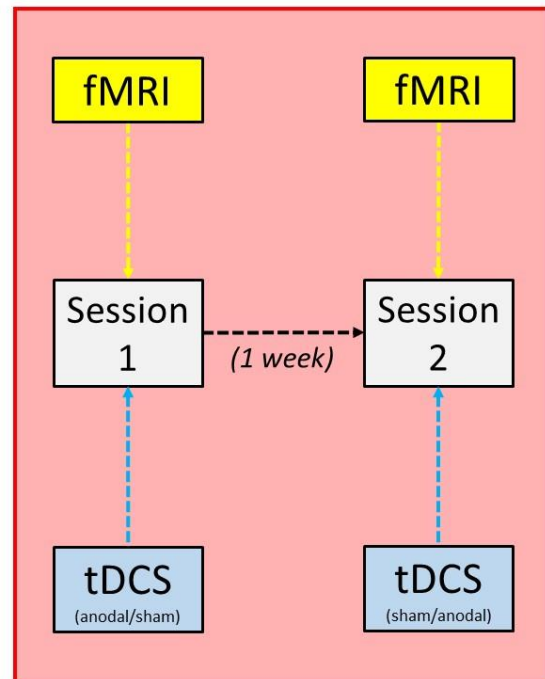 fMRI
fMRI
Session
1
(1 week)
Session
2
tDCS
(anodal/sham)
tDCS
(sham/anodal)